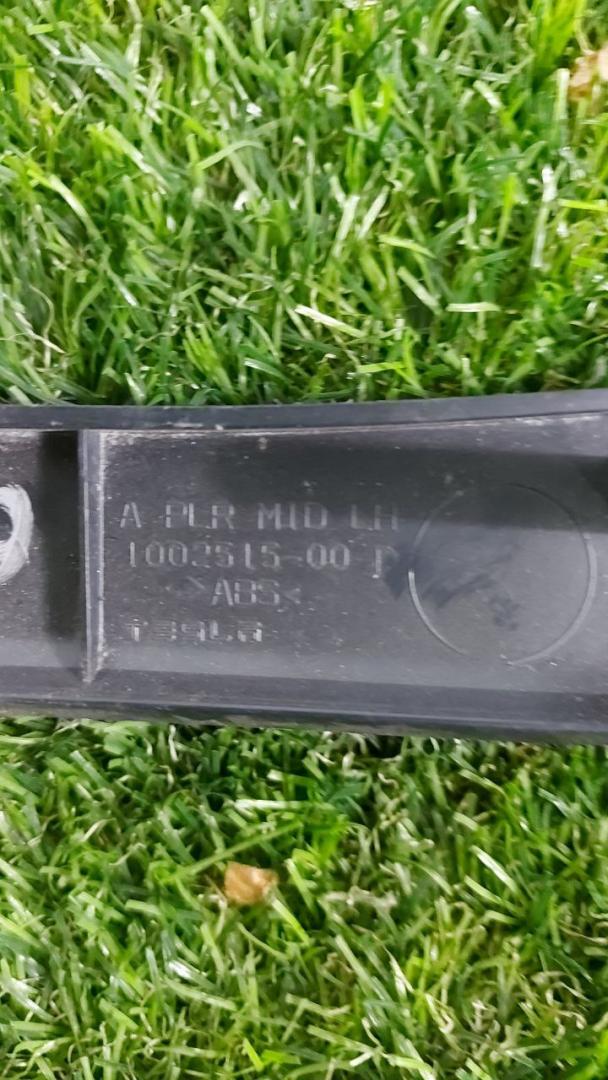 A PLR MID LH
1002515-00 D
>ABS<
TESLA